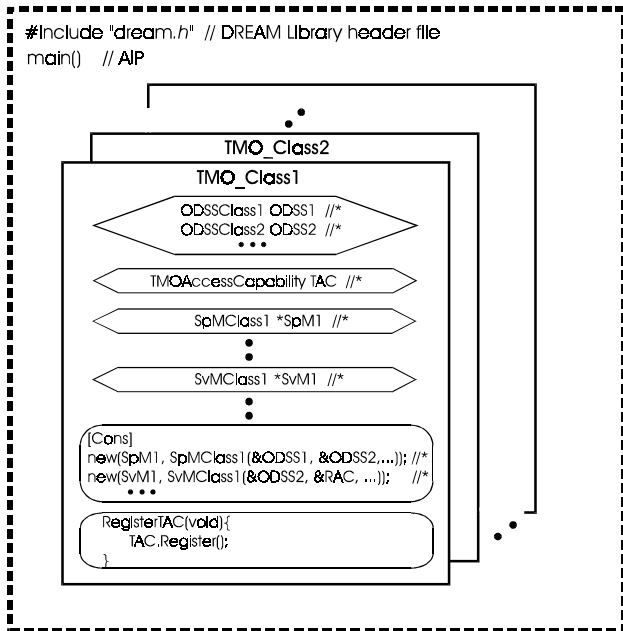 #Include "dream.h" // DREAM Library header file
main() // AIP
TMO_Class2
TMO_Class1
ODSSClass1 ODSS1 //*
ODSSClass2 ODSS2 //*
TMOAccessCapability TAC //*
SpMClass1 *SpM1 //*
SvMClass1 *SvM1 //*
[Cons]
new(SpM1, SpMClass1(&ODSS1, &ODSS2,...)); //*
new(SvM1, SvMClass1(&ODSS2, &RAC, ...)); //*
RegisterTAC(void){
TAC.Register();
}